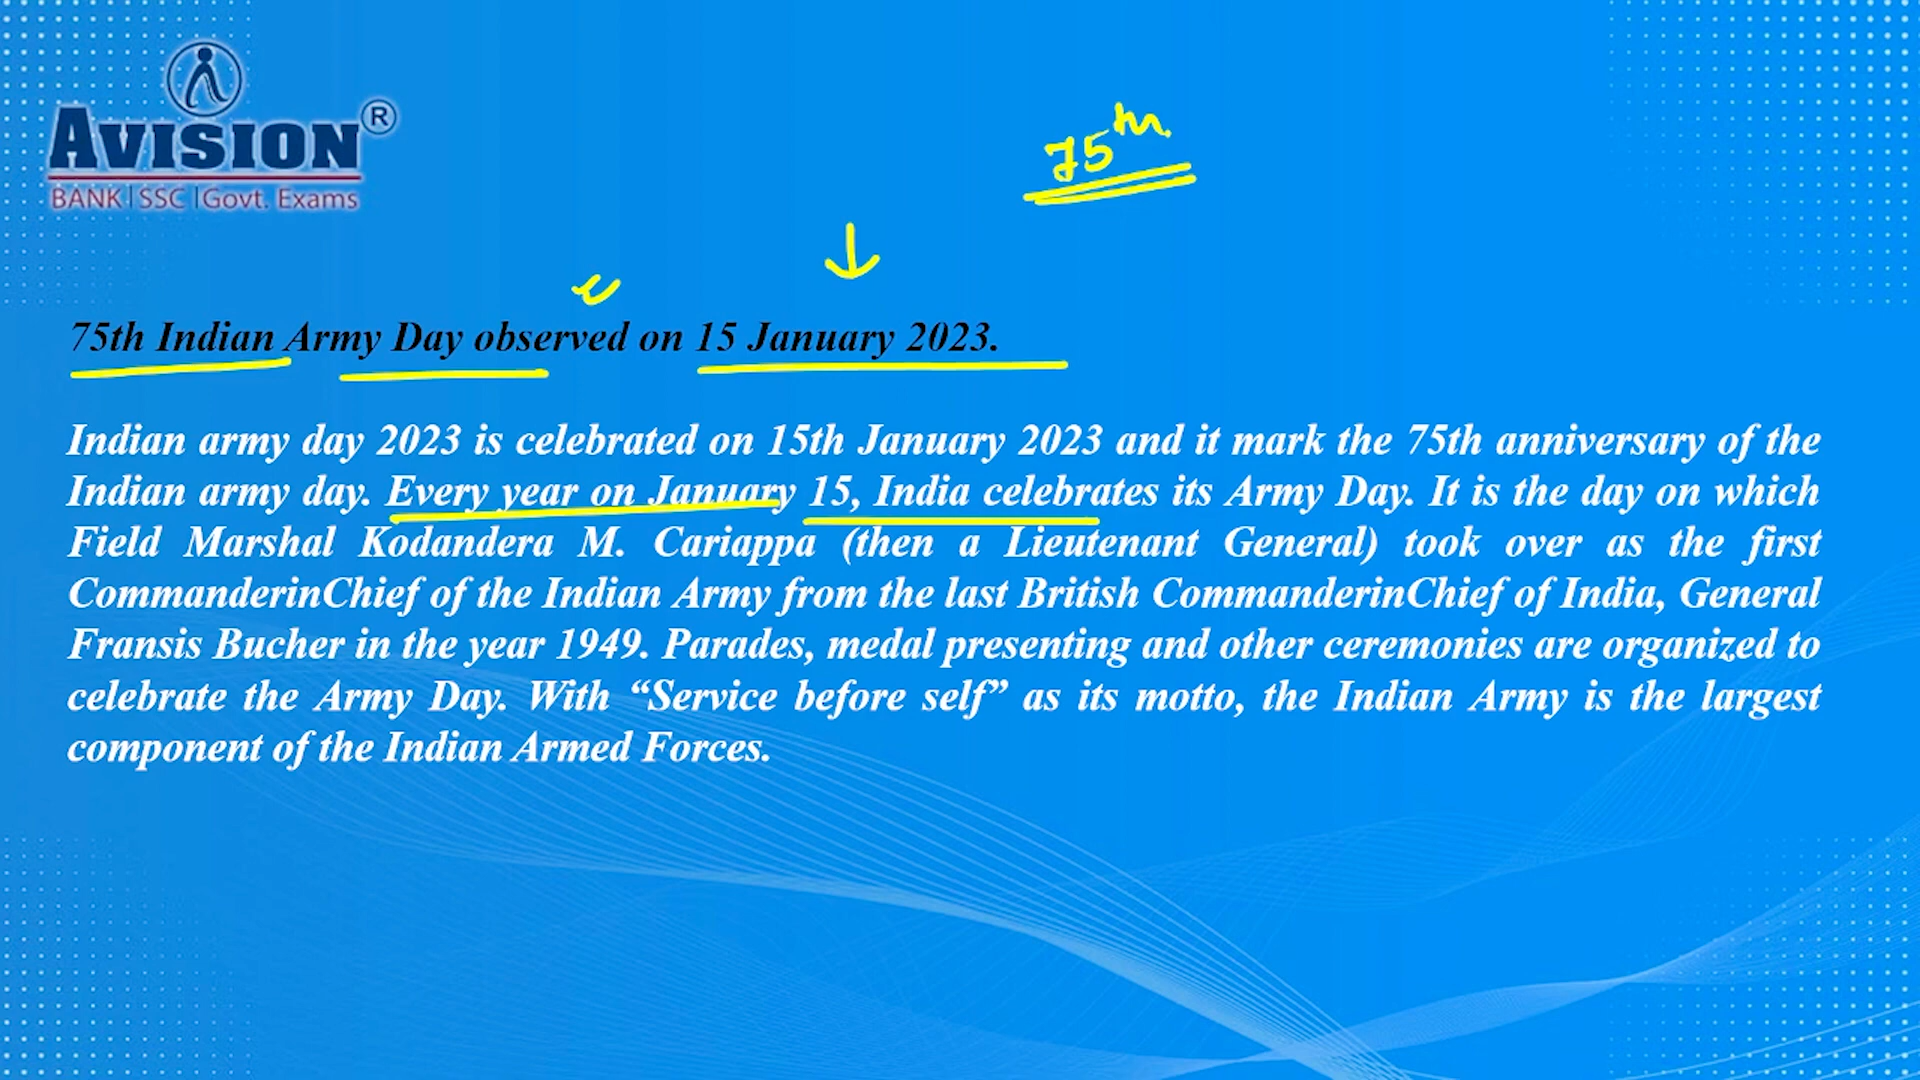 AVISION®
BANK | SSC | Govt. Exams
75th
75th Indian Army Day observed on 15 January 2023.
Indian army day 2023 is celebrated on 15th January 2023 and it mark the 75th anniversary of the
Indian army day. Every year on January 15, India celebrates its Army Day. It is the day on which
Field Marshal Kodandera M. Cariappa (then a Lieutenant General) took over as the first
CommanderinChief of the Indian Army from the last British CommanderinChief of India, General
Fransis Bucher in the year 1949. Parades, medal presenting and other ceremonies are organized to
celebrate the Army Day. With “Service before self” as its motto, the Indian Army is the largest
component of the Indian Armed Forces.